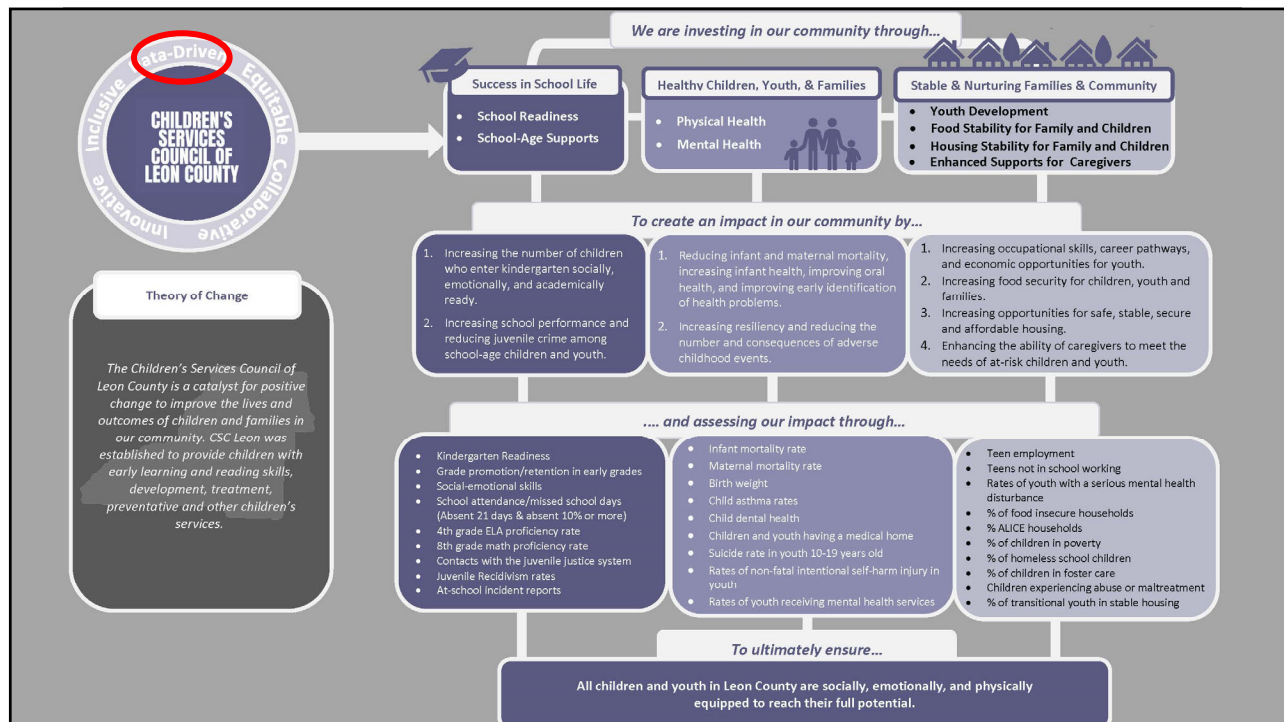 We are investing in our community through...
Inclusive
ata-Driven
Equitable
Collaborative
Innovative
CHILDREN'S
SERVICES
COUNCIL OF
LEON COUNTY
Success in School Life
• School Readiness
• School-Age Supports
Healthy Children, Youth, & Families
• Physical Health
• Mental Health
Stable & Nurturing Families & Community
• Youth Development
• Food Stability for Family and Children
• Housing Stability for Family and Children
• Enhanced Supports for Caregivers
To create an impact in our community by...
1. Increasing the number of children
who enter kindergarten socially,
emotionally, and academically
ready.
2. Increasing school performance and
reducing juvenile crime among
school-age children and youth.
1. Reducing infant and maternal mortality,
increasing infant health, improving oral
health, and improving early identification
of health problems.
2. Increasing resiliency and reducing the
number and consequences of adverse
childhood events.
1. Increasing occupational skills, career pathways,
and economic opportunities for youth.
2. Increasing food security for children, youth and
families.
3. Increasing opportunities for safe, stable, secure
and affordable housing.
4. Enhancing the ability of caregivers to meet the
needs of at-risk children and youth.
Theory of Change
The Children's Services Council of
Leon County is a catalyst for positive
change to improve the lives and
outcomes of children and families in
our community. CSC Leon was
established to provide children with
early learning and reading skills,
development, treatment,
preventative and other children's
services.
.... and assessing our impact through...
• Kindergarten Readiness
• Grade promotion/retention in early grades
• Social-emotional skills
• School attendance/missed school days
(Absent 21 days & absent 10% or more)
• 4th grade ELA proficiency rate
• 8th grade math proficiency rate
• Contacts with the juvenile justice system
• Juvenile Recidivism rates
• At-school incident reports
• Infant mortality rate
• Maternal mortality rate
• Birth weight
• Child asthma rates
• Child dental health
• Children and youth having a medical home
• Suicide rate in youth 10-19 years old
• Rates of non-fatal intentional self-harm injury in
youth
• Rates of youth receiving mental health services
• Teen employment
• Teens not in school working
• Rates of youth with a serious mental health
disturbance
• % of food insecure households
• % ALICE households
• % of children in poverty
• % of homeless school children
• % of children in foster care
• Children experiencing abuse or maltreatment
• % of transitional youth in stable housing
To ultimately ensure...
All children and youth in Leon County are socially, emotionally, and physically
equipped to reach their full potential.